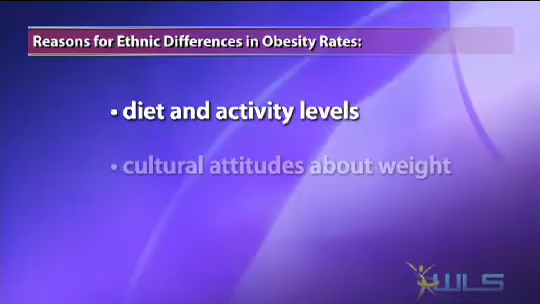 Reasons for Ethnic Differences in Obesity Rates:
• diet and activity levels
• cultural attitudes about weight
WLS